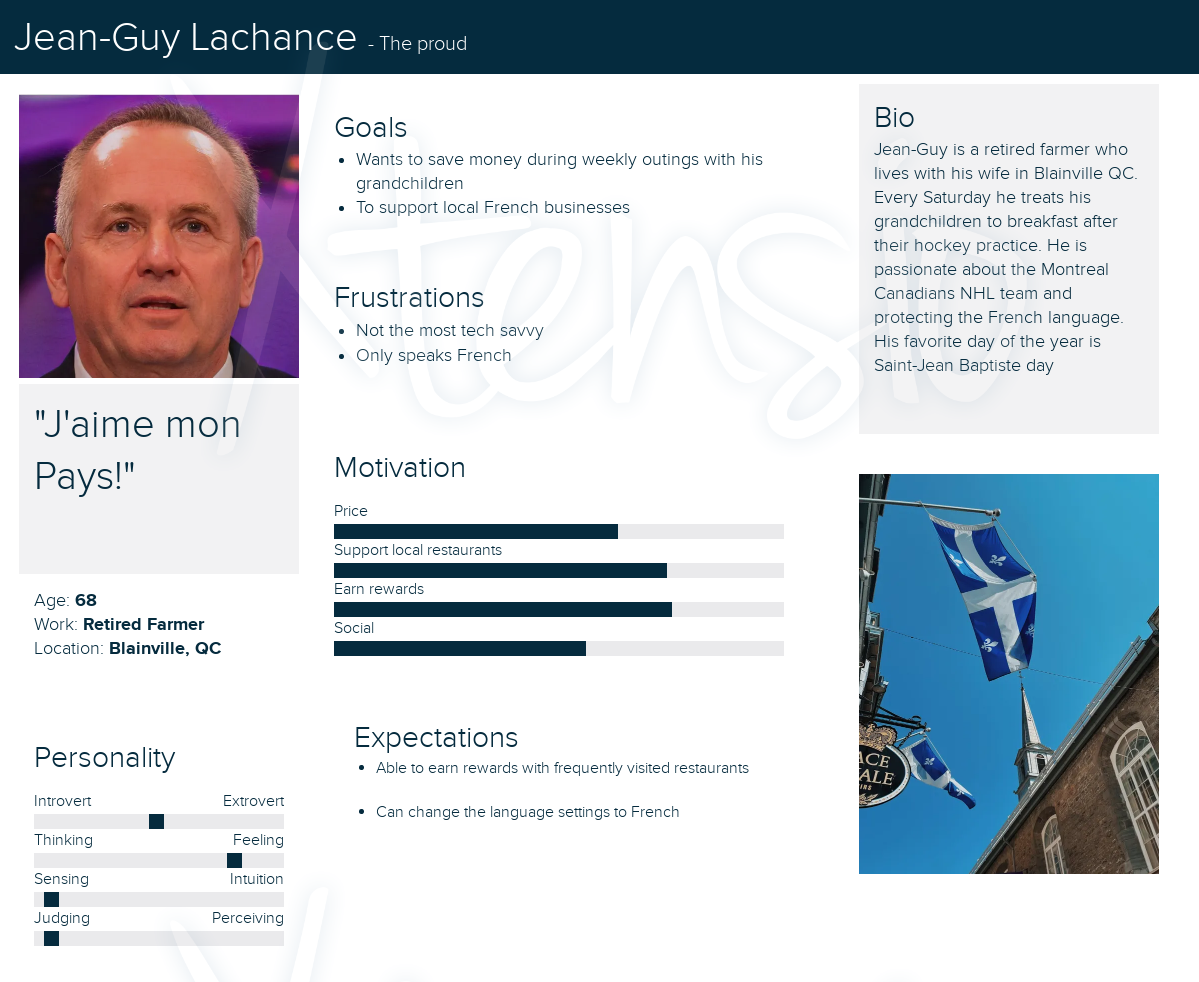 Jean-Guy Lachance - The proud
"J'aime mon
Pays!"
Age: 68
Work: Retired Farmer
Location: Blainville, QC
Personality
Introvert Extrovert
Thinking Feeling
Sensing Intuition
Judging Perceiving
Goals
• Wants to save money during weekly outings with his
grandchildren
• To support local French businesses
Frustrations
• Not the most tech savvy
• Only speaks French
Motivation
Price
Support local restaurants
Earn rewards
Social
Expectations
• Able to earn rewards with frequently visited restaurants
• Can change the language settings to French
Bio
Jean-Guy is a retired farmer who
lives with his wife in Blainville QC.
Every Saturday he treats his
grandchildren to breakfast after
their hockey practice. He is
passionate about the Montreal
Canadians NHL team and
protecting the French language.
His favorite day of the year is
Saint-Jean Baptiste day
Xtensio